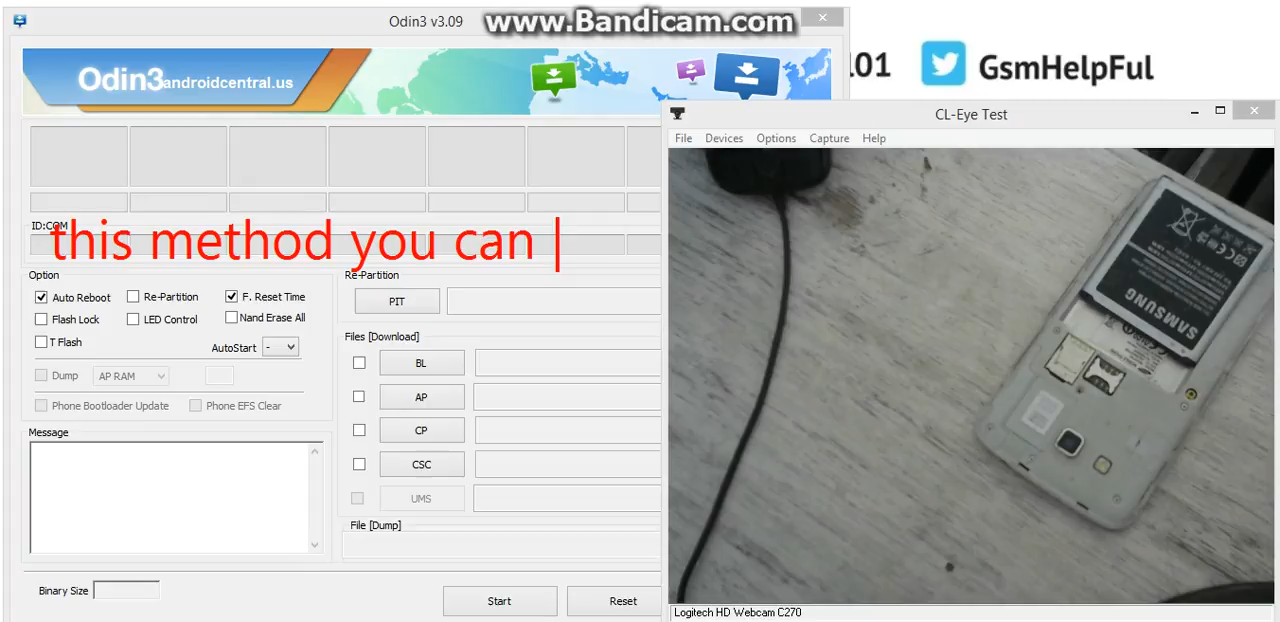 Odin3 v3.09
www.Bandicam.com
Odin3androidcentral.us
101
GsmHelpFul
CL-Eye Test
File Devices Options Capture Help
ID:COM
this method you can |
Option
Auto Reboot
Re-Partition
F. Reset Time
Flash Lock
LED Control
Nand Erase All
T Flash
AutoStart
-
Dump
AP RAM
Phone Bootloader Update
Phone EFS Clear
Message
Re-Partition
PIT
Files [Download]
BL
AP
CP
CSC
UMS
File [Dump]
Binary Size
Start
Reset
SAMSUNG
Logitech HD Webcam C270